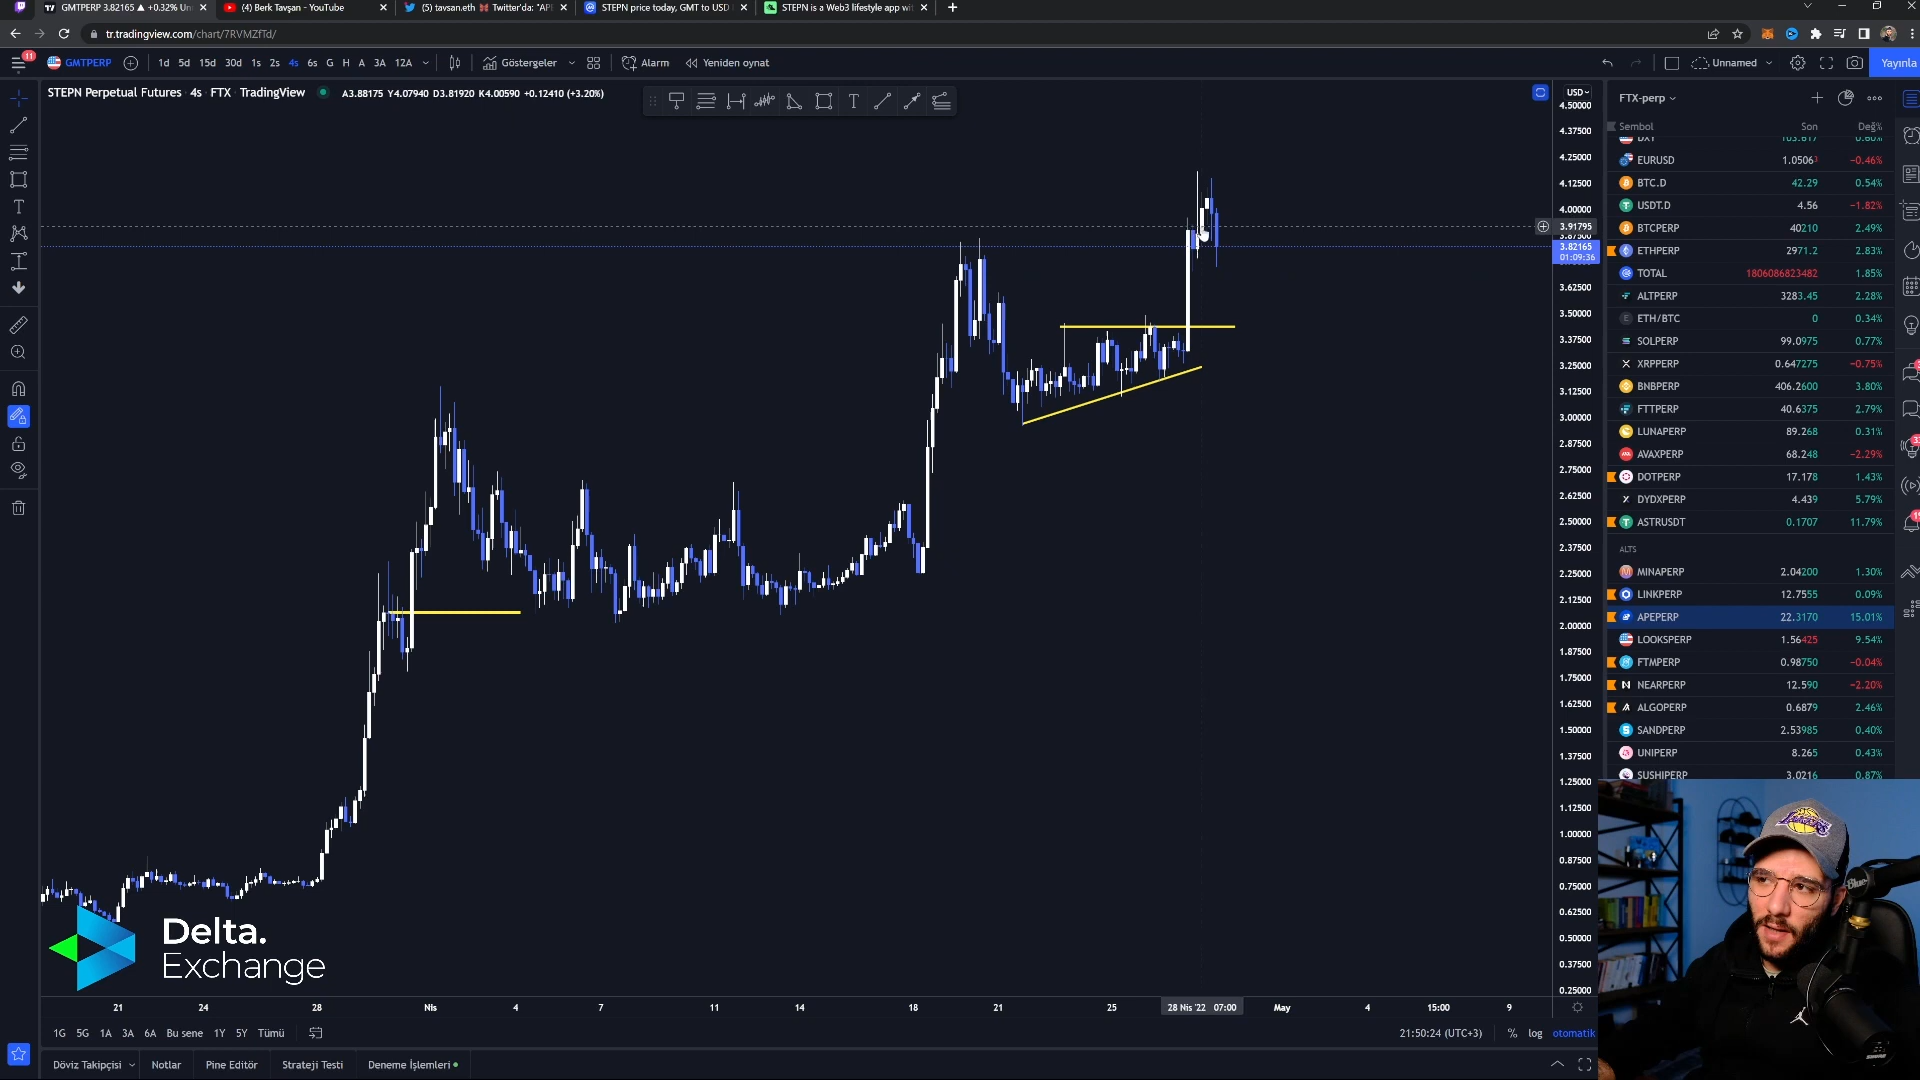 GMTPERP 3.82165 ▲ +0.32% Un
(4) Berk Tavşan - YouTube
(5) tavsan.eth Twitter'da: "APE
STEPN price today, GMT to USD
STEPN is a Web3 lifestyle app wit
tr.tradingview.com/chart/7RVMZfTd/
11
GMTPERP
1d 5d 15d 30d 1s 2s 4s 6s G H A 3A 12A
Göstergeler
Alarm
Yeniden oynat
Unnamed
Yayınla
STEPN Perpetual Futures · 4s · FTX · TradingView
A3.88175 Y4.07940 D3.81920 K4.00590 +0.12410 (+3.20%)
USD
4.50000
4.37500
4.25000
4.12500
4.00000
3.91795
3.87500
3.82165
01:09:36
3.62500
3.50000
3.37500
3.25000
3.12500
3.00000
2.87500
2.75000
2.62500
2.50000
2.37500
2.25000
2.12500
2.00000
1.87500
1.75000
1.62500
1.50000
1.37500
1.25000
1.12500
1.00000
0.87500
0.75000
0.62500
0.50000
0.37500
0.25000
FTX-perp
Sembol Son Değ%
DXY 103.617 0.60%
EURUSD 1.0506³ −0.46%
BTC.D 42.29 0.54%
USDT.D 4.56 −1.82%
BTCPERP 40210 2.49%
ETHPERP 2971.2 2.83%
TOTAL 1806086823482 1.85%
ALTPERP 3283.45 2.28%
ETH/BTC 0 0.34%
SOLPERP 99.0975 0.77%
XRPPERP 0.647275 −0.75%
BNBPERP 406.2600 3.80%
FTTPERP 40.6375 2.79%
LUNAPERP 89.268 0.31%
AVAXPERP 68.248 −2.29%
DOTPERP 17.178 1.43%
DYDXPERP 4.439 5.79%
ASTRUSDT 0.1707 11.79%
ALTS
MINAPERP 2.04200 1.30%
LINKPERP 12.7555 0.09%
APEPERP 22.3170 15.01%
LOOKSPERP 1.56425 9.54%
FTMPERP 0.98750 −0.04%
NEARPERP 12.590 −2.20%
ALGOPERP 0.6879 2.46%
SANDPERP 2.53985 0.40%
UNIPERP 8.265 0.43%
SUSHIPERP 3.0216 0.87%
Delta.
Exchange
21 24 28 Nis 4 7 11 14 18 21 25 28 Nis '22 07:00 May 4 15:00 9
1G 5G 1A 3A 6A Bu sene 1Y 5Y Tümü
21:50:24 (UTC+3) % log otomatik
Döviz Takipçisi Notlar Pine Editör Strateji Testi Deneme İşlemleri
LAKERS
Blue